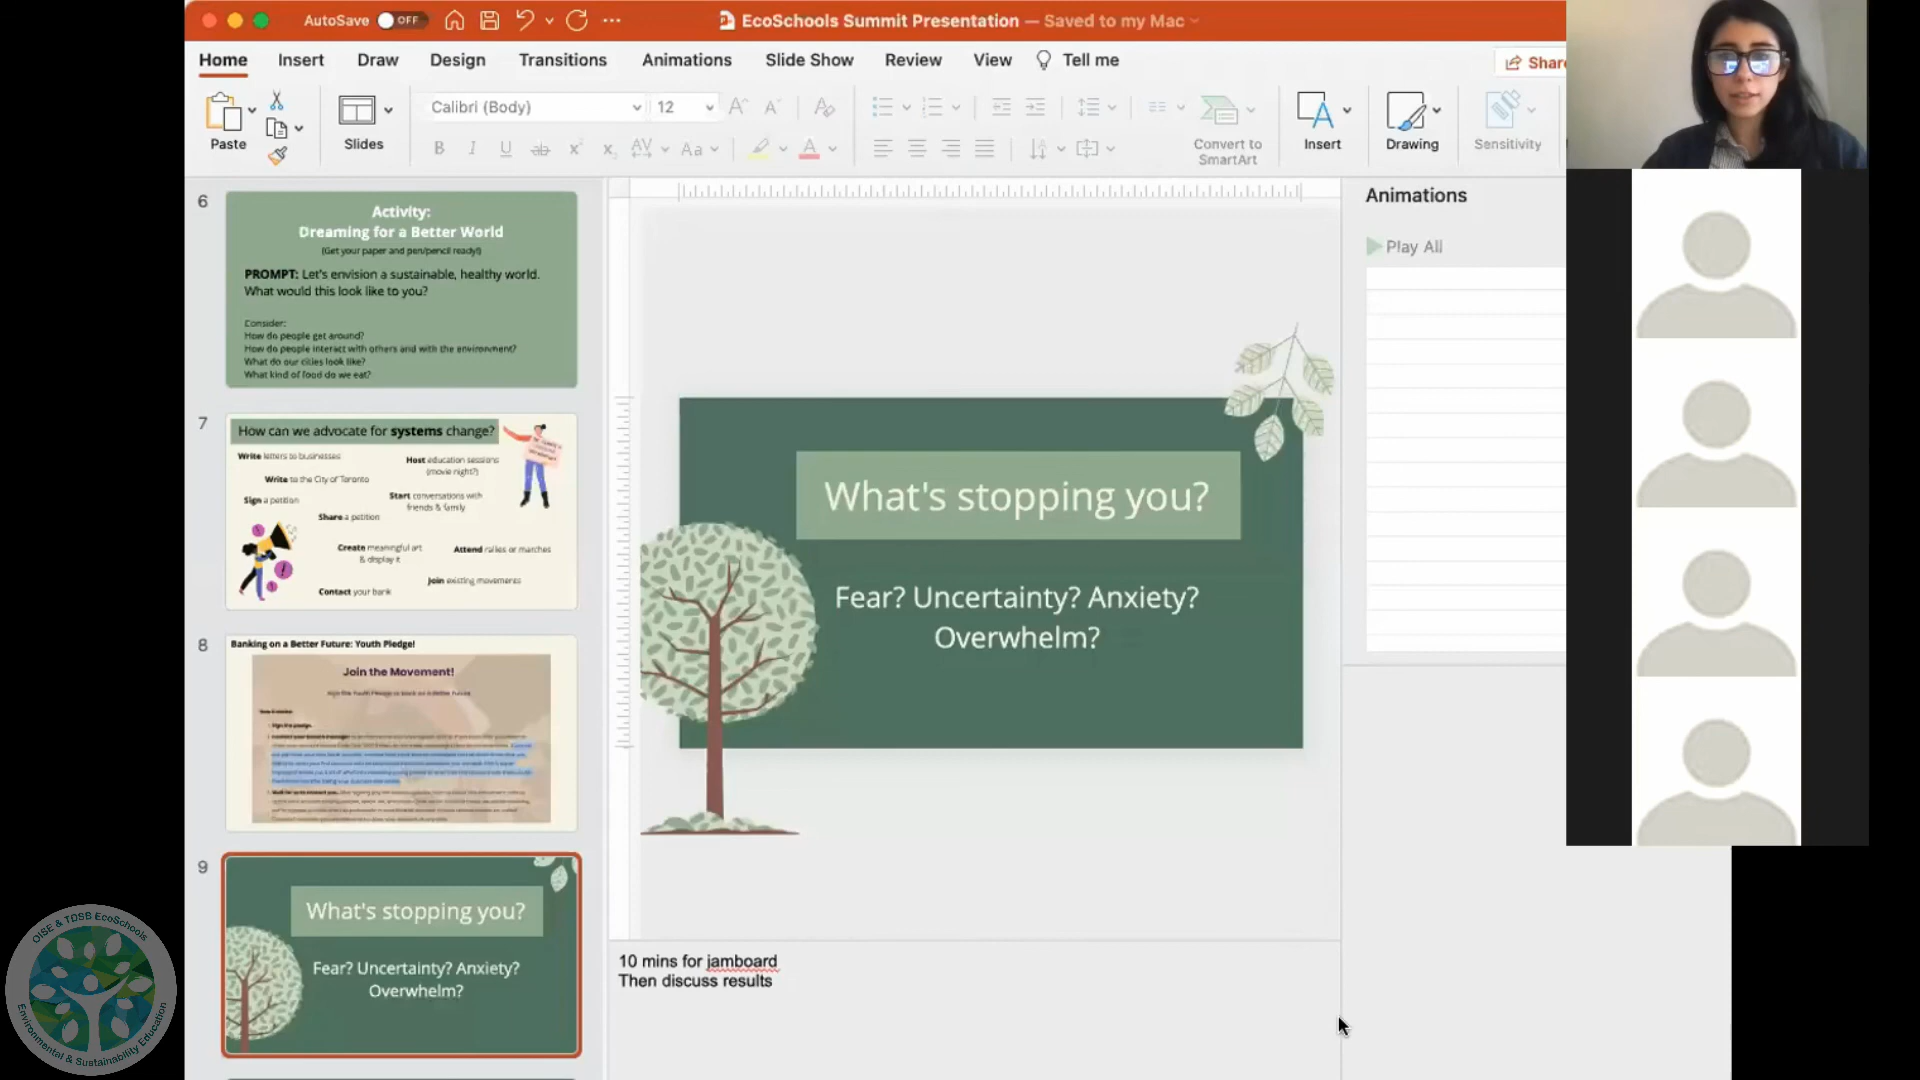 AutoSave OFF
EcoSchools Summit Presentation — Saved to my Mac
Home Insert Draw Design Transitions Animations Slide Show Review View Tell me
Share
Paste
Slides
Calibri (Body) 12
Convert to
SmartArt
Insert
Drawing
Sensitivity
6
Activity:
Dreaming for a Better World
(Get your paper and pen/pencil ready!)
PROMPT: Let's envision a sustainable, healthy world.
What would this look like to you?
Consider:
How do people get around?
How do people interact with others and with the environment?
What do our cities look like?
What kind of food do we eat?
7
How can we advocate for systems change?
Write letters to businesses
Host education sessions
(movie night?)
Write to the City of Toronto
Sign a petition
Start conversations with
friends & family
Share a petition
Create meaningful art
& display it
Attend rallies or marches
Join existing movements
Contact your bank
8
Banking on a Better Future: Youth Pledge!
Join the Movement!
Sign the Youth Pledge to Bank on a Better Future
9
What's stopping you?
Fear? Uncertainty? Anxiety?
Overwhelm?
What's stopping you?
Fear? Uncertainty? Anxiety?
Overwhelm?
10 mins for jamboard
Then discuss results
Animations
Play All
OISE & TDSB EcoSchools
Environmental & Sustainability Education